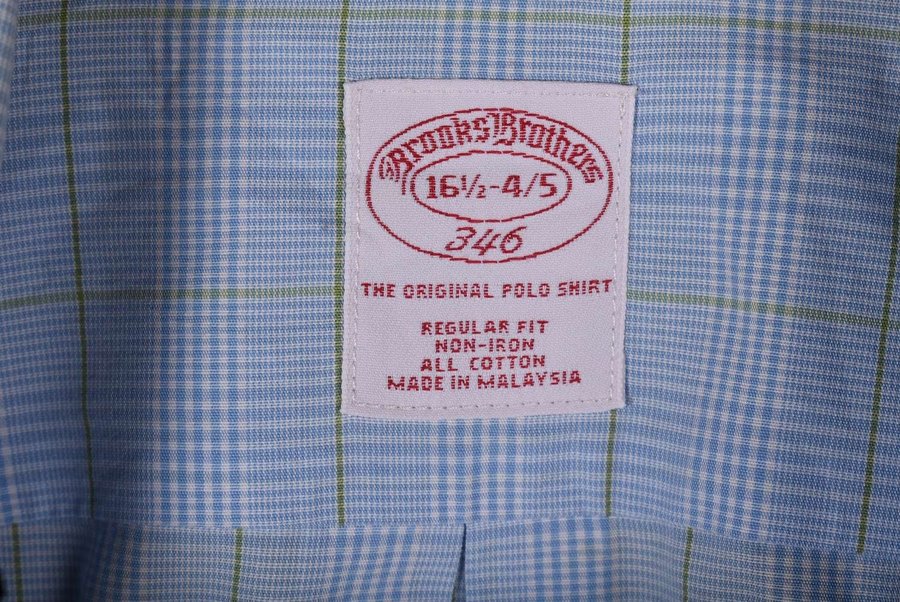 Brooks Brothers
16½-4/5
346
THE ORIGINAL POLO SHIRT
REGULAR FIT
NON-IRON
ALL COTTON
MADE IN MALAYSIA